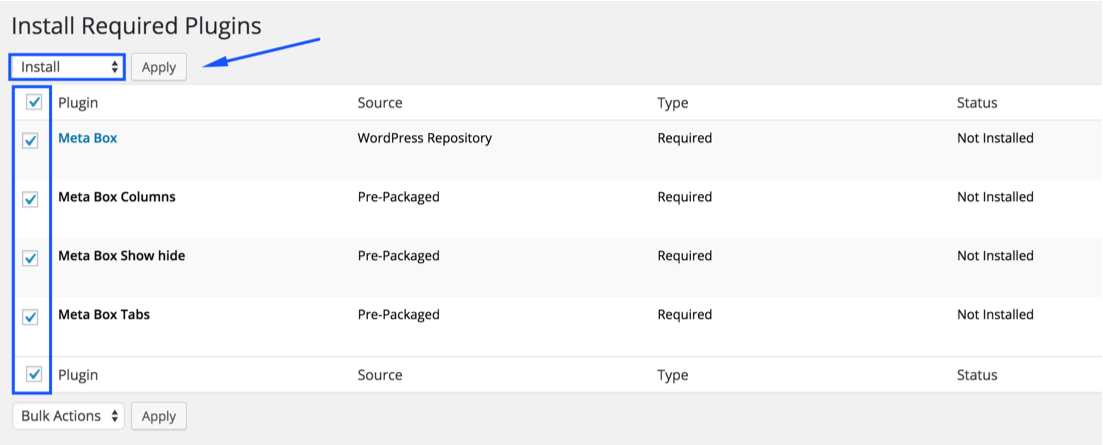 Install Required Plugins
Install Apply
Plugin Source Type Status
Meta Box WordPress Repository Required Not Installed
Meta Box Columns Pre-Packaged Required Not Installed
Meta Box Show hide Pre-Packaged Required Not Installed
Meta Box Tabs Pre-Packaged Required Not Installed
Plugin Source Type Status
Bulk Actions Apply